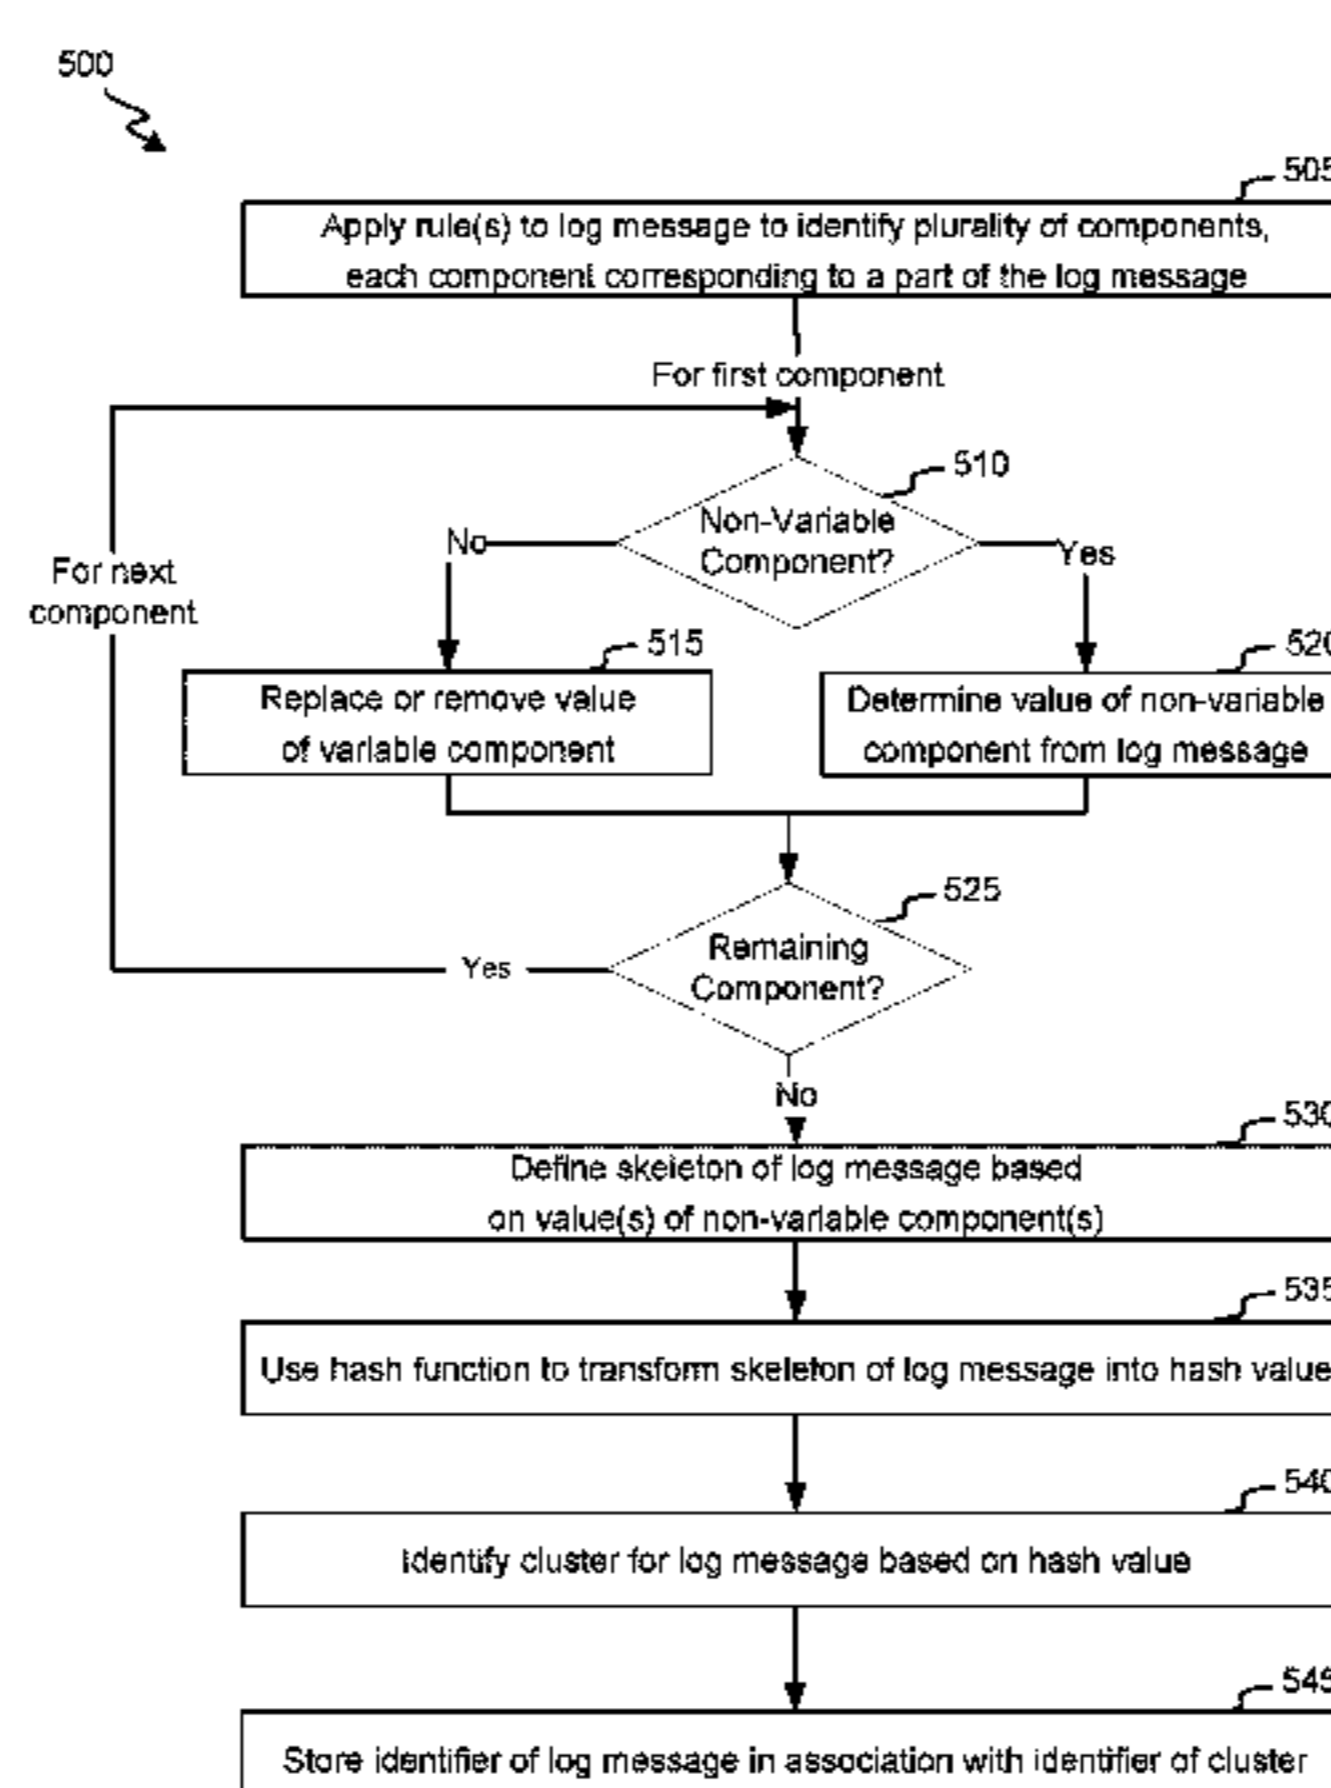 500
505
Apply rule(s) to log message to identify plurality of components,
each component corresponding to a part of the log message
For first component
510
Non-Variable
Component?
No
Yes
For next
component
515
520
Replace or remove value
of variable component
Determine value of non-variable
component from log message
525
Remaining
Component?
Yes
No
530
Define skeleton of log message based
on value(s) of non-variable component(s)
535
Use hash function to transform skeleton of log message into hash value
540
Identify cluster for log message based on hash value
545
Store identifier of log message in association with identifier of cluster